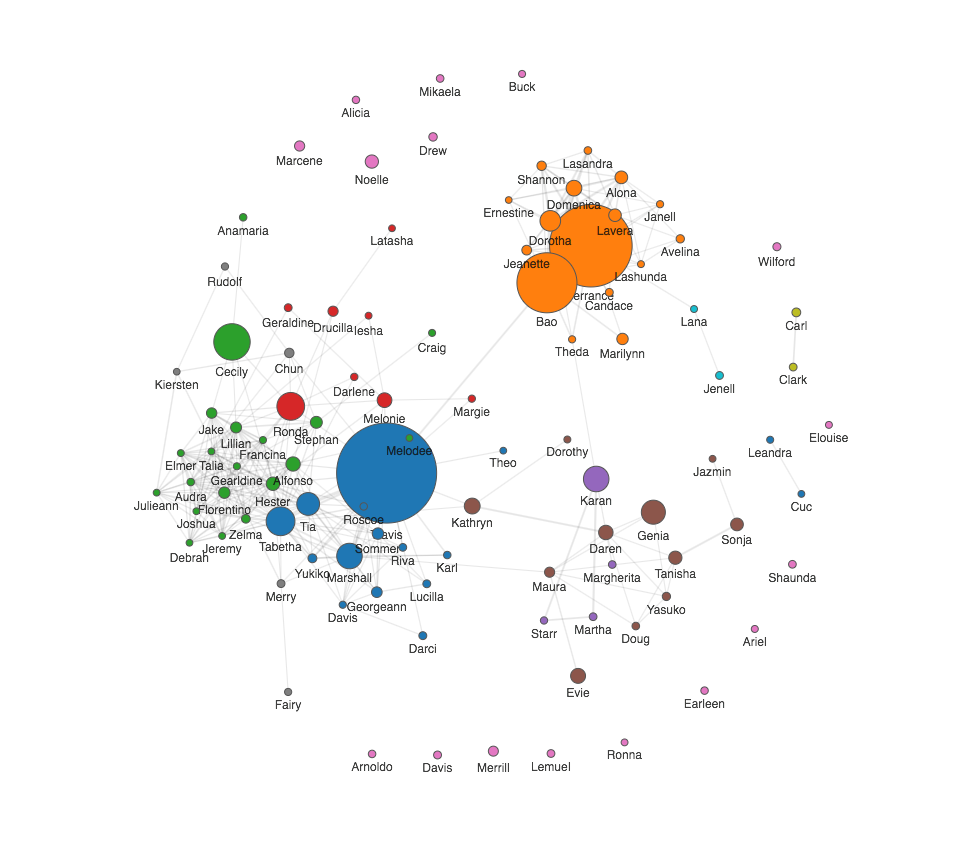 Buck
Mikaela
Alicia
Drew
Marcene
Noelle
Lasandra
Shannon
Alona
Domenica
Ernestine
Janell
Anamaria
Lavera
Latasha
Dorotha
Avelina
Jeanette
Wilford
Lashunda
Rudolf
errance
Candace
Bao
Lana
Carl
Geraldine
Drucilla
Iesha
Craig
Theda
Marilynn
Cecily
Chun
Kiersten
Darlene
Jenell
Clark
Margie
Melonie
Jake
Ronda
Stephan
Elouise
Lillian
Francina
Melodee
Dorothy
Leandra
Theo
Elmer
Talia
Jazmin
Gearldine
Alfonso
Audra
Karan
Julieann
Hester
Cuc
Florentino
Roscoe
Kathryn
Joshua
Tia
Zelma
Genia
Travis
Sonja
Jeremy
Tabetha
Sommer
Daren
Debrah
Riva
Karl
Yukiko
Marshall
Margherita
Tanisha
Shaunda
Maura
Merry
Lucilla
Georgeann
Yasuko
Davis
Martha
Starr
Doug
Ariel
Darci
Evie
Fairy
Earleen
Ronna
Arnoldo
Davis
Merrill
Lemuel